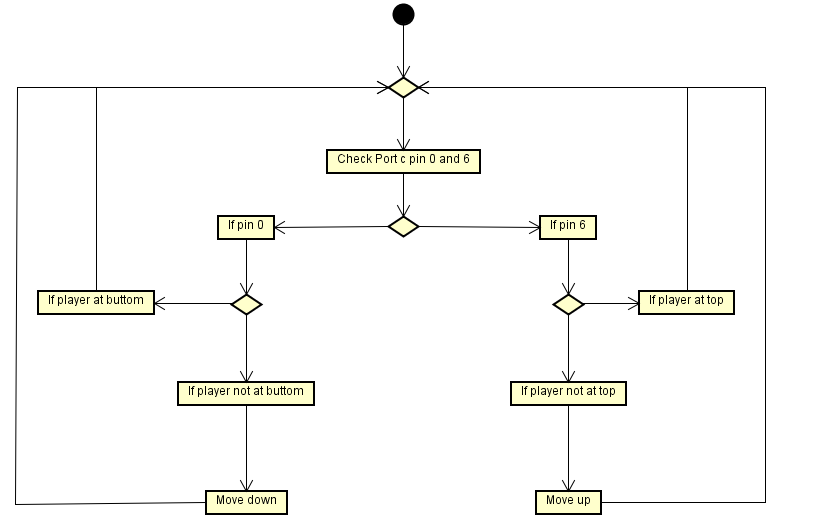 Check Port c pin 0 and 6
If pin 0
If pin 6
If player at buttom
If player at top
If player not at buttom
If player not at top
Move down
Move up